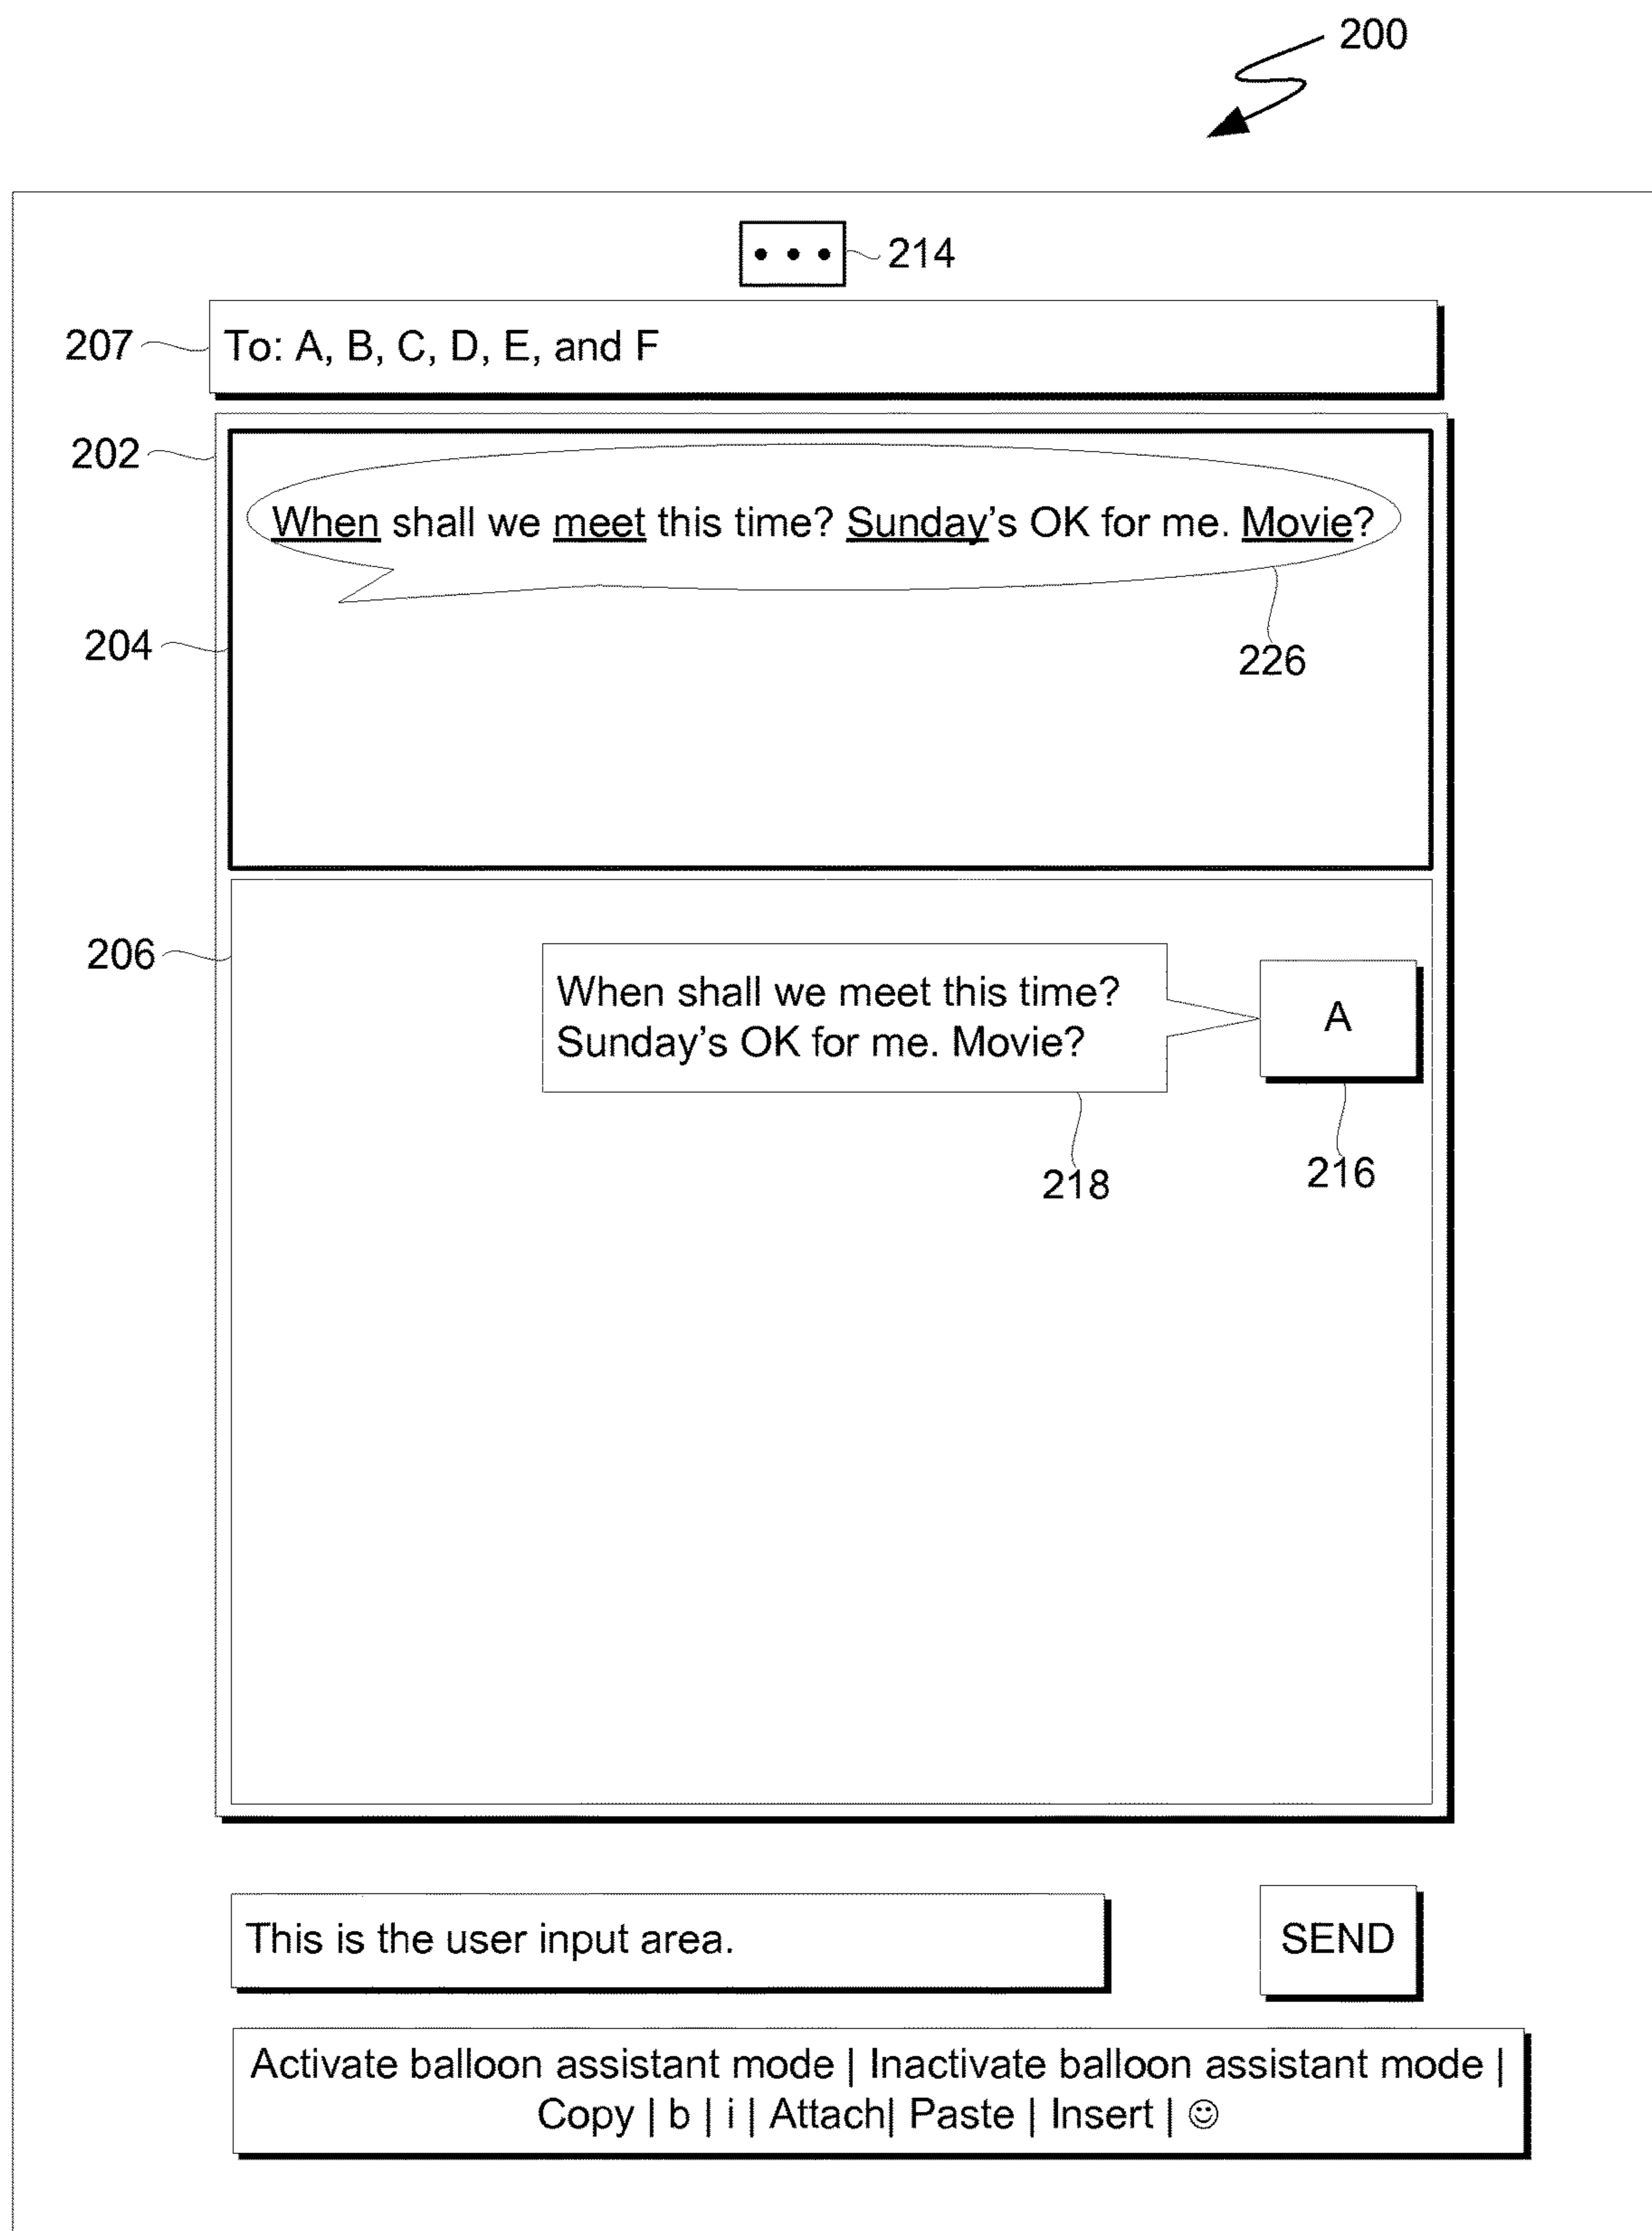 200
214
207
To: A, B, C, D, E, and F
202
When shall we meet this time? Sunday's OK for me. Movie?
204
226
206
When shall we meet this time?
Sunday's OK for me. Movie?
A
218
216
This is the user input area.
SEND
Activate balloon assistant mode | Inactivate balloon assistant mode |
Copy | b | i | Attach| Paste | Insert | ☺